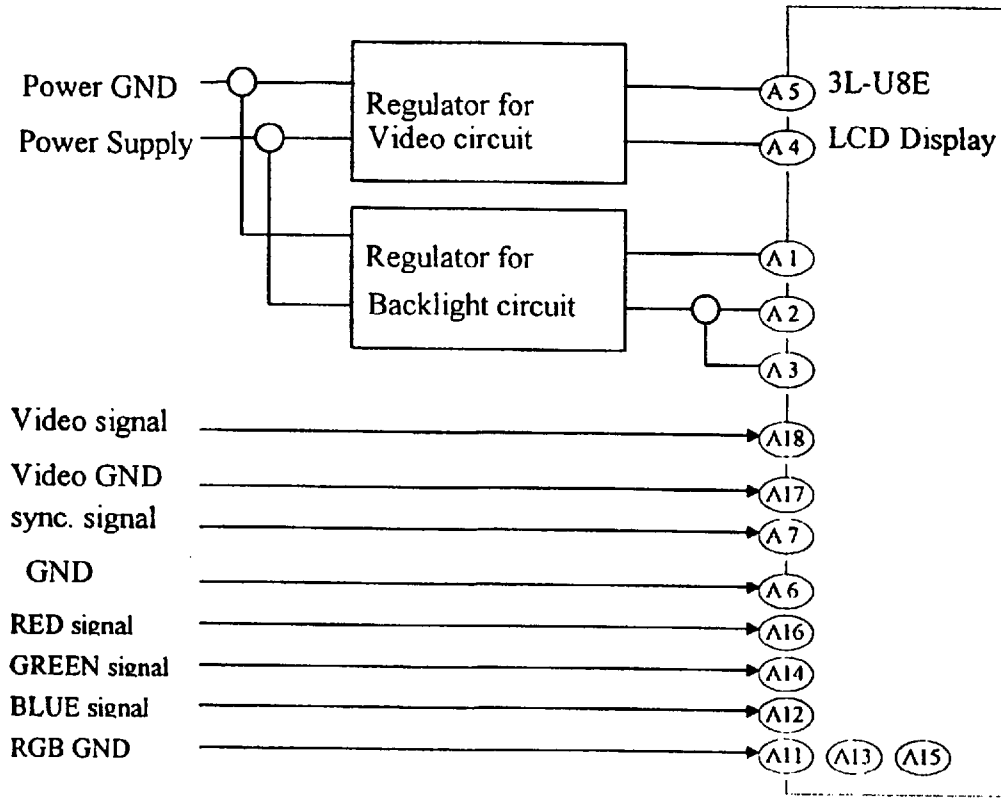 Power GND
Power Supply
Regulator for
Video circuit
A5
3L-U8E
A4
LCD Display
Regulator for
Backlight circuit
A1
A2
A3
Video signal
A18
Video GND
A17
sync. signal
A7
GND
A6
RED signal
A16
GREEN signal
A14
BLUE signal
A12
RGB GND
A11 A13 A15